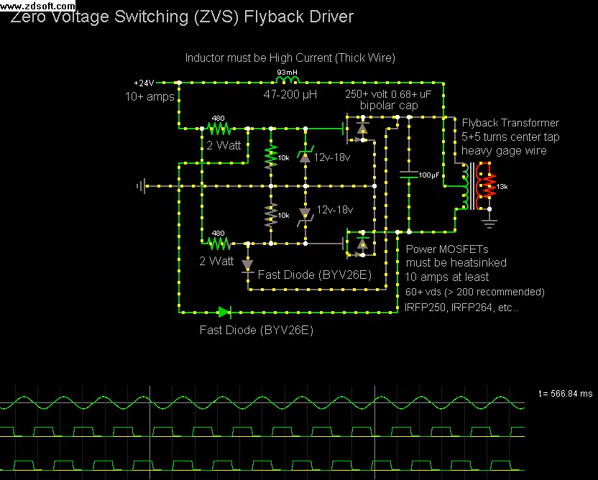 www.zdsoft.com
Zero Voltage Switching (ZVS) Flyback Driver
Inductor must be High Current (Thick Wire)
93mH
+24V
10+ amps
47-200 µH
250+ volt 0.68+ uF
bipolar cap
Flyback Transformer
5+5 turns center tap
heavy gage wire
480
2 Watt
10k
12v-18v
100µF
13k
10k
12v-18v
480
2 Watt
Fast Diode (BYV26E)
Power MOSFETs
must be heatsinked
10 amps at least
60+ vds (> 200 recommended)
IRFP250, IRFP264, etc..
Fast Diode (BYV26E)
t= 566.84 ms